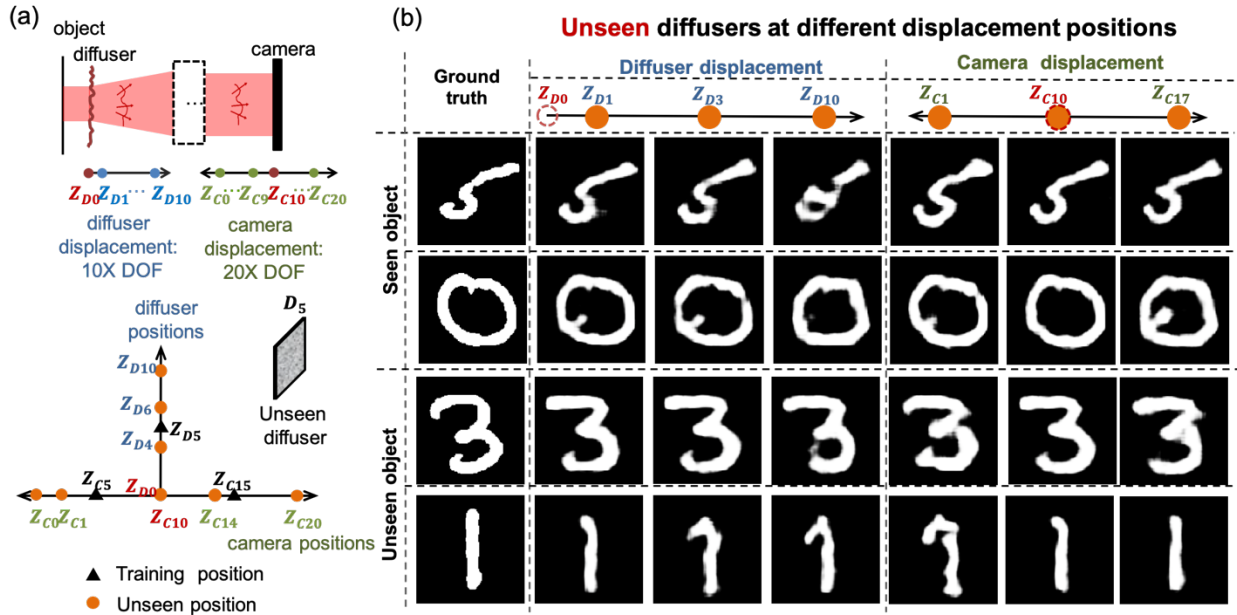 (a)
object
diffuser
camera
Z_D0 Z_D1 ... Z_D10
Z_C0 ... Z_C9 Z_C10 ... Z_C20
diffuser
displacement:
10X DOF
camera
displacement:
20X DOF
diffuser
positions
D_5
Unseen
diffuser
Z_D10
Z_D6
Z_D5
Z_D4
Z_C5
Z_D0
Z_C15
Z_C0 Z_C1
Z_C10
Z_C14
Z_C20
camera positions
Training position
Unseen position
(b)
Unseen diffusers at different displacement positions
Ground
truth
Diffuser displacement
Camera displacement
Z_D0 Z_D1 Z_D3 Z_D10
Z_C1 Z_C10 Z_C17
Seen object
Unseen object